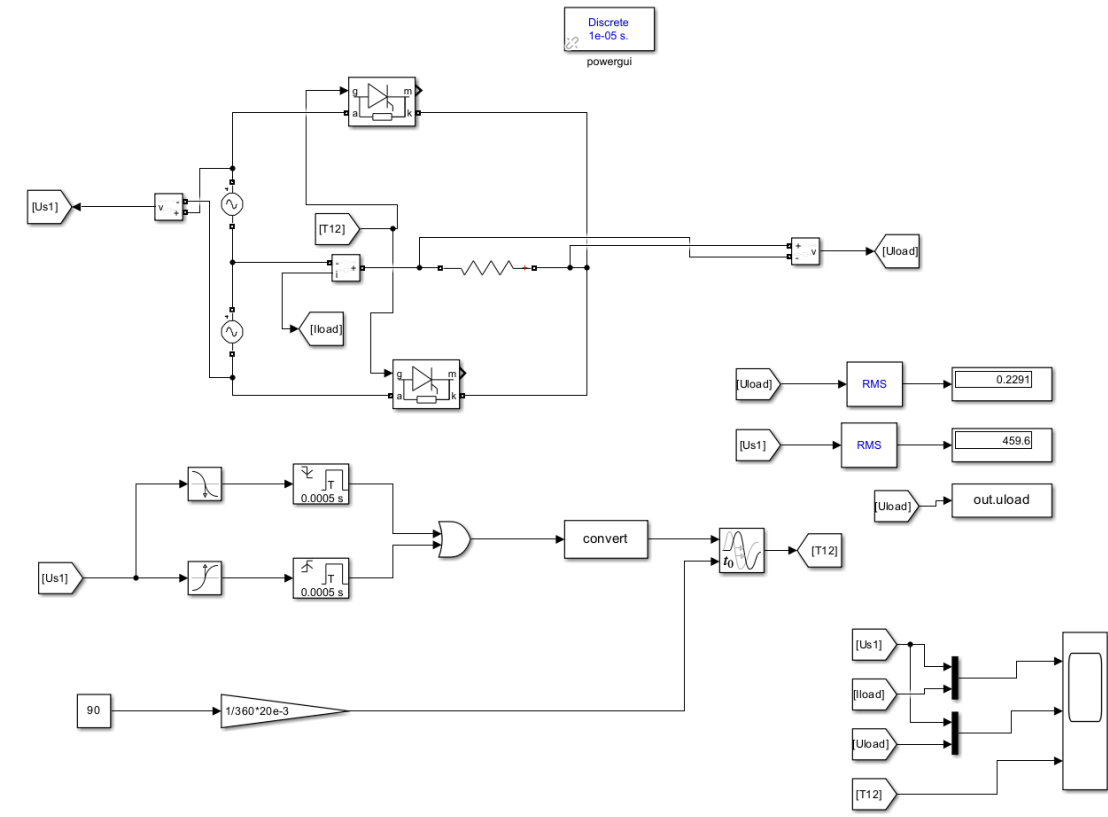 Discrete
1e-05 s.
powergui
g
m
a
k
[Us1]
v
-
+
[T12]
-
i
+
+
-
v
[Uload]
[Iload]
g
m
a
k
[Uload]
RMS
0.2291
[Us1]
RMS
459.6
[Uload]
out.uload
T
0.0005 s
convert
t0
[T12]
[Us1]
T
0.0005 s
90
1/360*20e-3
[Us1]
[Iload]
[Uload]
[T12]